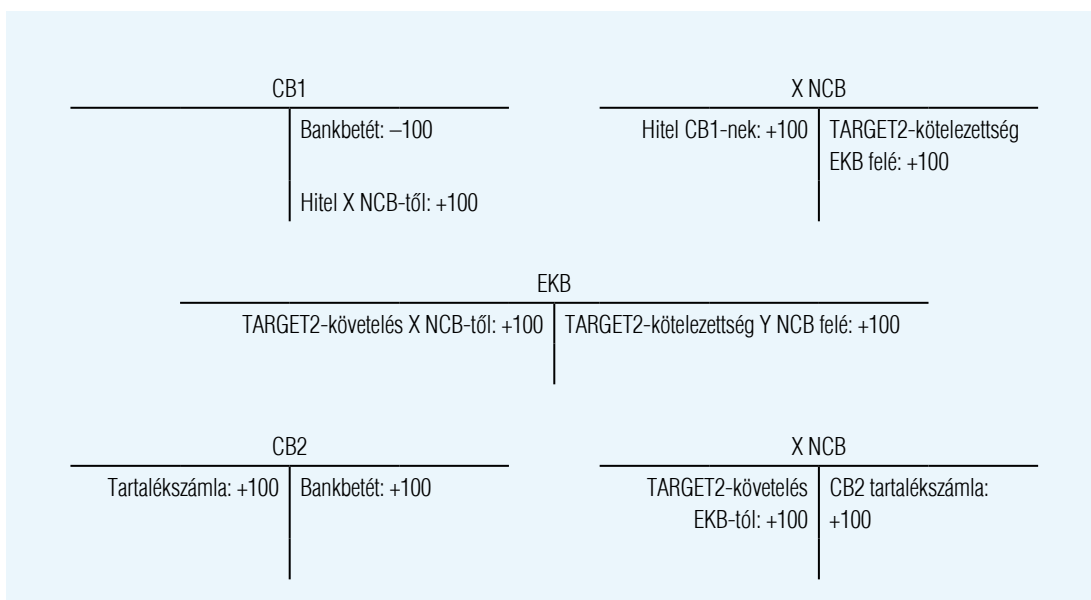 CB1
Bankbetét: –100
Hitel X NCB-től: +100
X NCB
Hitel CB1-nek: +100
TARGET2-kötelezettség
EKB felé: +100
EKB
TARGET2-követelés X NCB-től: +100
TARGET2-kötelezettség Y NCB felé: +100
CB2
Tartalékszámla: +100
Bankbetét: +100
X NCB
TARGET2-követelés
EKB-tól: +100
CB2 tartalékszámla:
+100